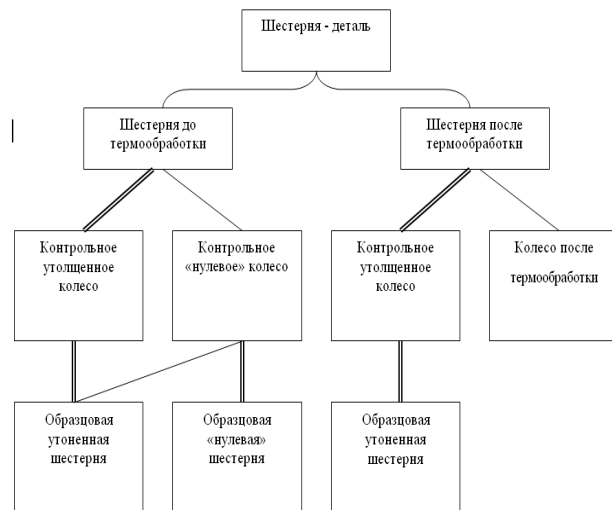 Шестерня - деталь
Шестерня до
термообработки
Шестерня после
термообработки
Контрольное
утолщенное
колесо
Контрольное
«нулевое» колесо
Контрольное
утолщенное
колесо
Колесо после
термообработки
Образцовая
утоненная
шестерня
Образцовая
«нулевая»
шестерня
Образцовая
утоненная
шестерня